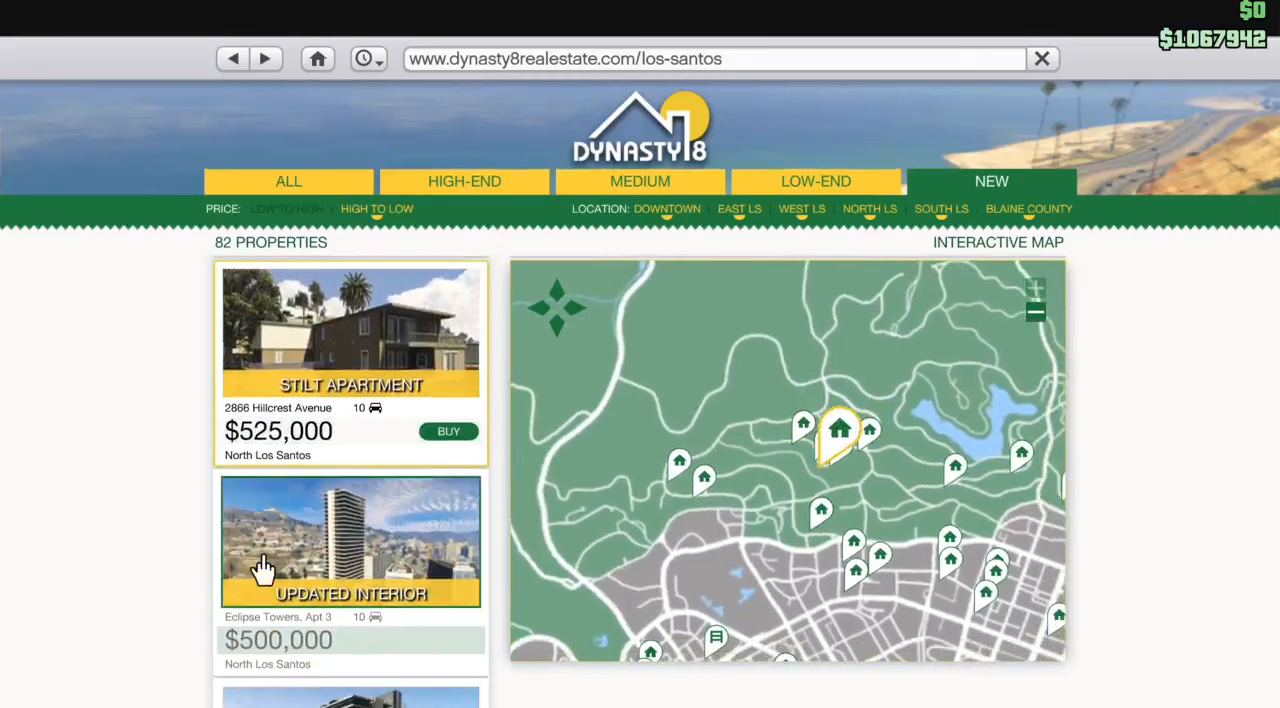 $0
$1067942
www.dynasty8realestate.com/los-santos
DYNASTY 8
ALL
HIGH-END
MEDIUM
LOW-END
NEW
PRICE: LOW TO HIGH HIGH TO LOW
LOCATION: DOWNTOWN EAST LS WEST LS NORTH LS SOUTH LS BLAINE COUNTY
82 PROPERTIES
INTERACTIVE MAP
STILT APARTMENT
2866 Hillcrest Avenue 10
$525,000
BUY
North Los Santos
UPDATED INTERIOR
Eclipse Towers, Apt 3 10
$500,000
North Los Santos